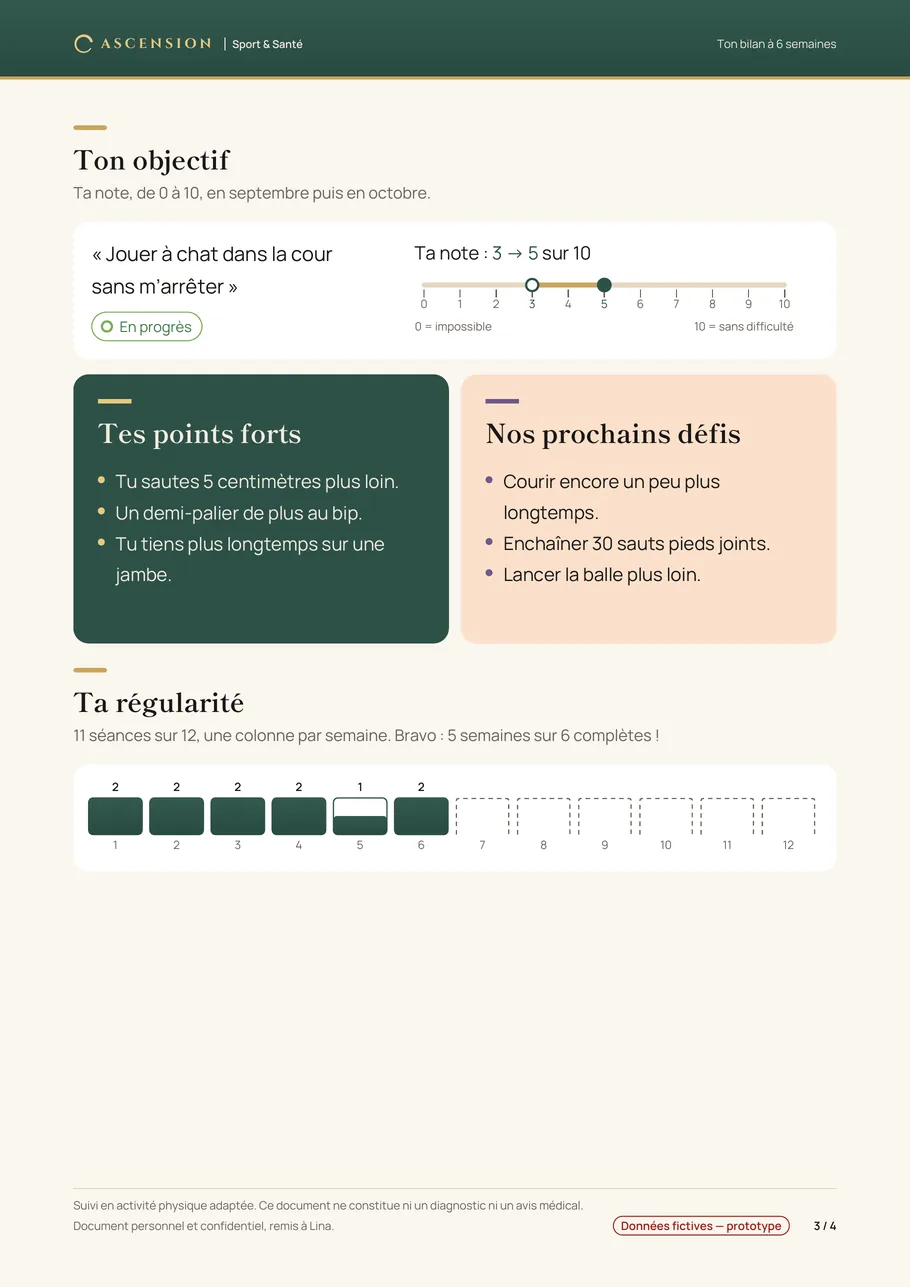 ASCENSION | Sport & Santé
Ton bilan à 6 semaines
Ton objectif
Ta note, de 0 à 10, en septembre puis en octobre.
« Jouer à chat dans la cour
sans m’arrêter »
En progrès
Ta note : 3 → 5 sur 10
0 1 2 3 4 5 6 7 8 9 10
0 = impossible
10 = sans difficulté
Tes points forts
• Tu sautes 5 centimètres plus loin.
• Un demi-palier de plus au bip.
• Tu tiens plus longtemps sur une
jambe.
Nos prochains défis
• Courir encore un peu plus
longtemps.
• Enchaîner 30 sauts pieds joints.
• Lancer la balle plus loin.
Ta régularité
11 séances sur 12, une colonne par semaine. Bravo : 5 semaines sur 6 complètes !
2 2 2 2 1 2
1 2 3 4 5 6 7 8 9 10 11 12
Suivi en activité physique adaptée. Ce document ne constitue ni un diagnostic ni un avis médical.
Document personnel et confidentiel, remis à Lina.
Données fictives — prototype
3 / 4